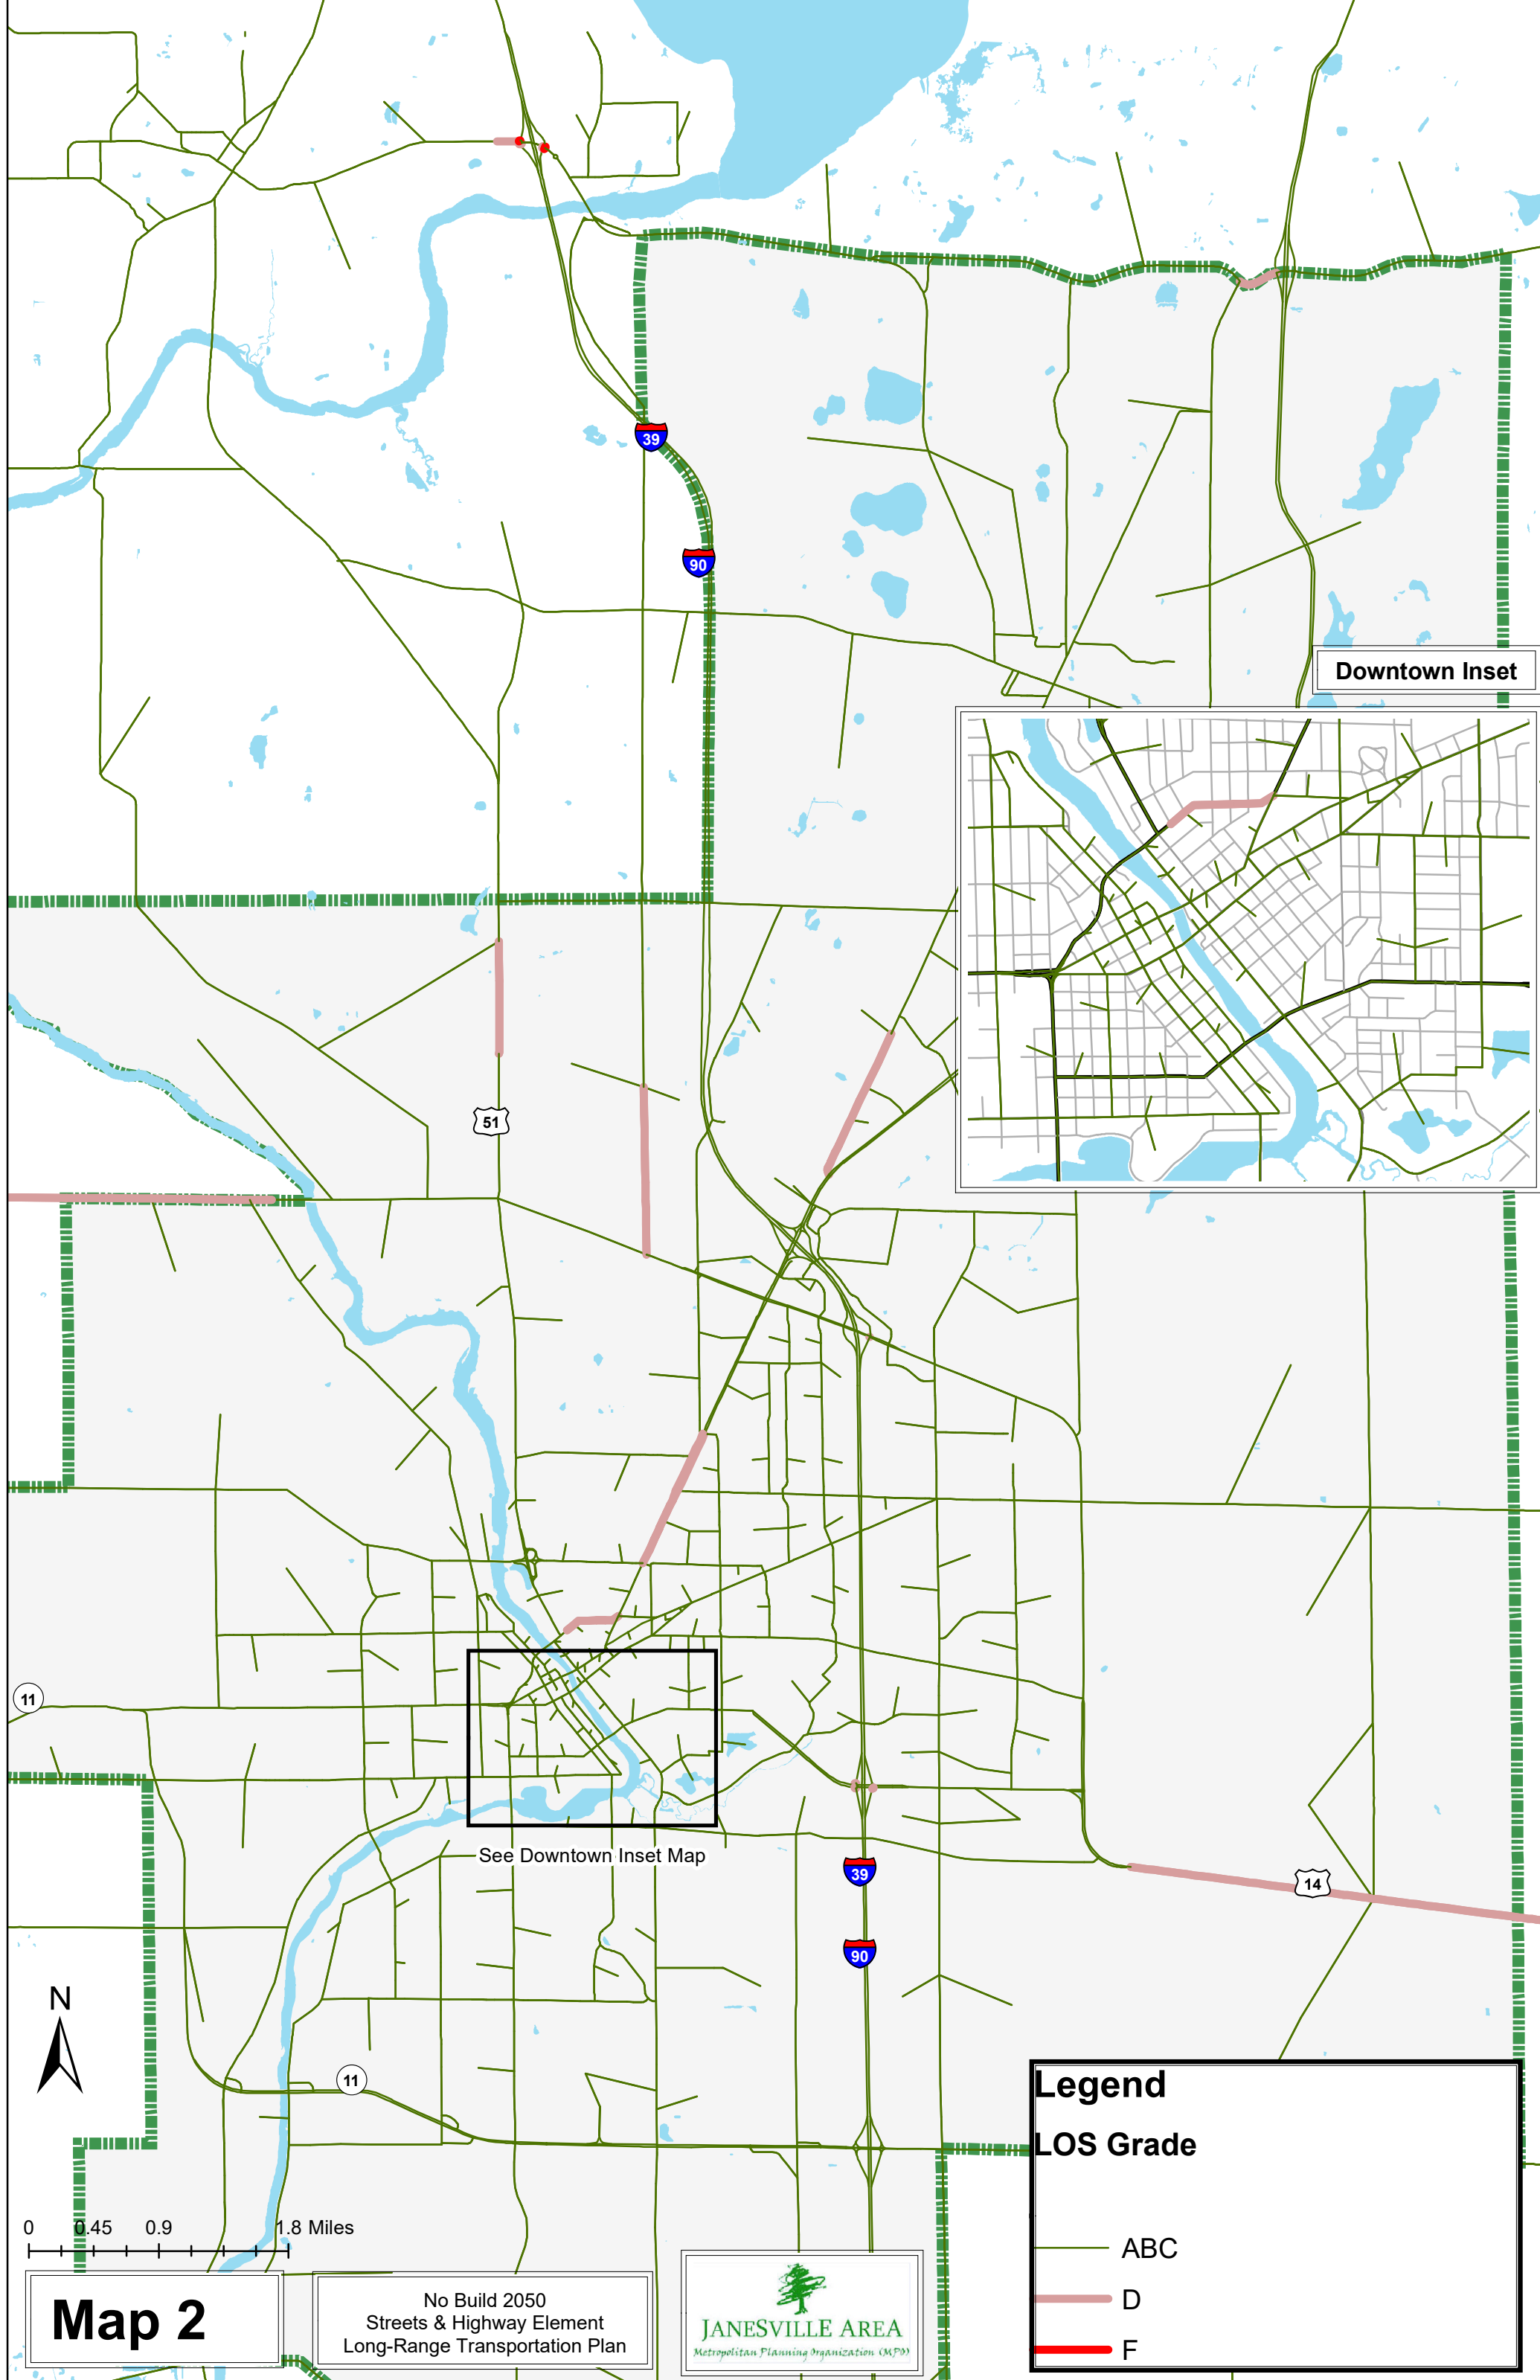 39
90
Downtown Inset
51
11
See Downtown Inset Map
39
14
90
N
11
Legend
LOS Grade
ABC
D
F
0 0.45 0.9 1.8 Miles
Map 2
No Build 2050
Streets & Highway Element
Long-Range Transportation Plan
JANESVILLE AREA
Metropolitan Planning Organization (MPO)